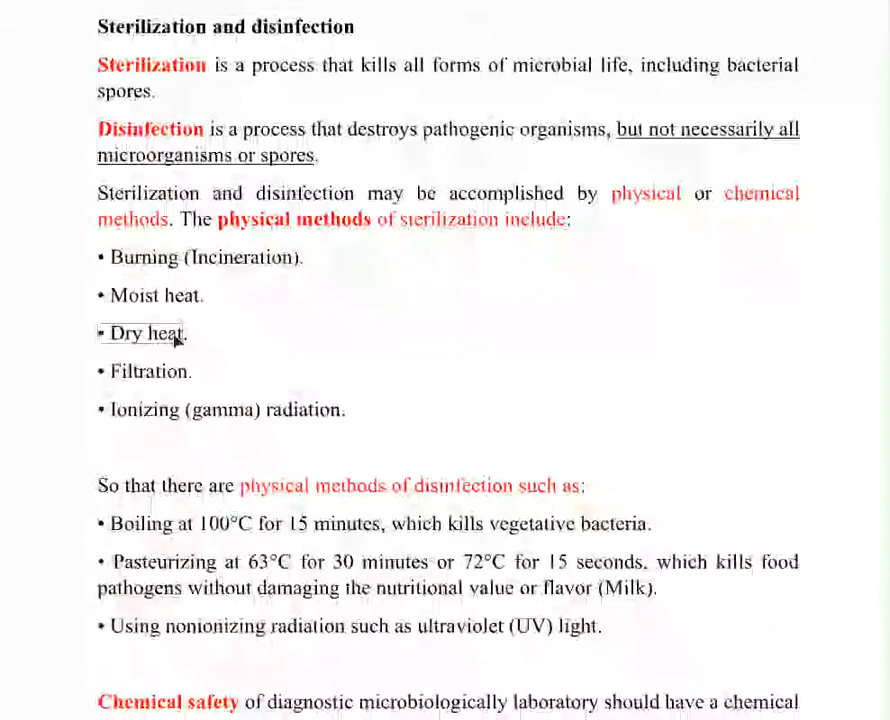 Sterilization and disinfection
Sterilization is a process that kills all forms of microbial life, including bacterial
spores.
Disinfection is a process that destroys pathogenic organisms, but not necessarily all
microorganisms or spores.
Sterilization and disinfection may be accomplished by physical or chemical
methods. The physical methods of sterilization include:
• Burning (Incineration).
• Moist heat.
• Dry heat.
• Filtration.
• Ionizing (gamma) radiation.
So that there are physical methods of disinfection such as:
• Boiling at 100°C for 15 minutes, which kills vegetative bacteria.
• Pasteurizing at 63°C for 30 minutes or 72°C for 15 seconds, which kills food
pathogens without damaging the nutritional value or flavor (Milk).
• Using nonionizing radiation such as ultraviolet (UV) light.
Chemical safety of diagnostic microbiologically laboratory should have a chemical